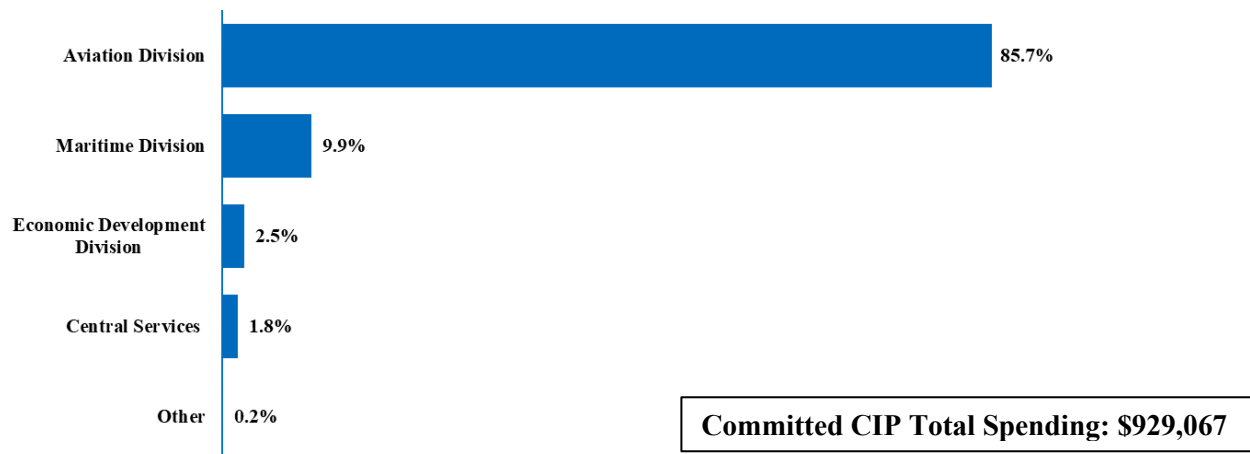 Aviation Division
85.7%
Maritime Division
9.9%
Economic Development
Division
2.5%
Central Services
1.8%
Other
0.2%
Committed CIP Total Spending: $929,067